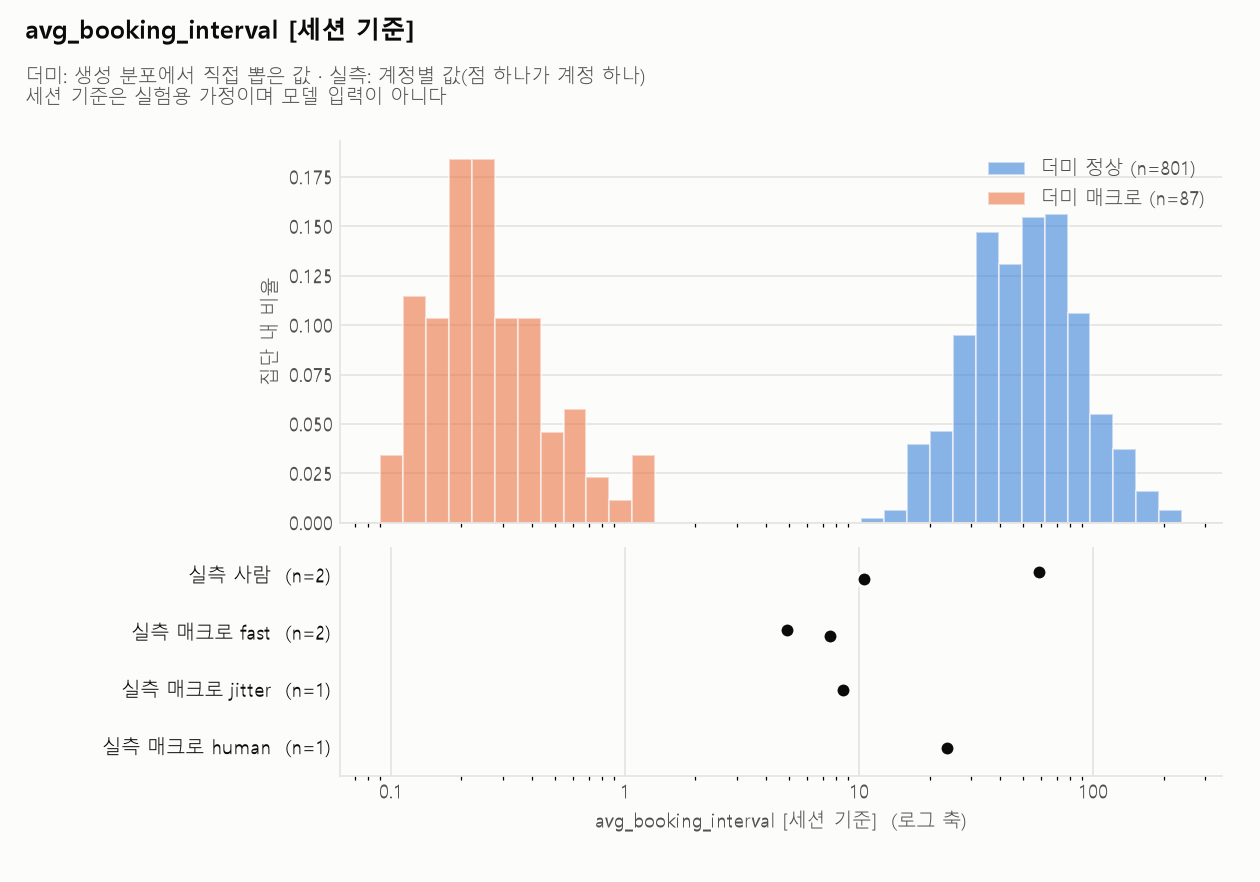 avg_booking_interval [세션 기준]
더미: 생성 분포에서 직접 뽑은 값 · 실측: 계정별 값(점 하나가 계정 하나)
세션 기준은 실험용 가정이며 모델 입력이 아니다
더미 정상 (n=801)
더미 매크로 (n=87)
집단 내 비율
0.175
0.150
0.125
0.100
0.075
0.050
0.025
0.000
실측 사람 (n=2)
실측 매크로 fast (n=2)
실측 매크로 jitter (n=1)
실측 매크로 human (n=1)
0.1 1 10 100
avg_booking_interval [세션 기준] (로그 축)